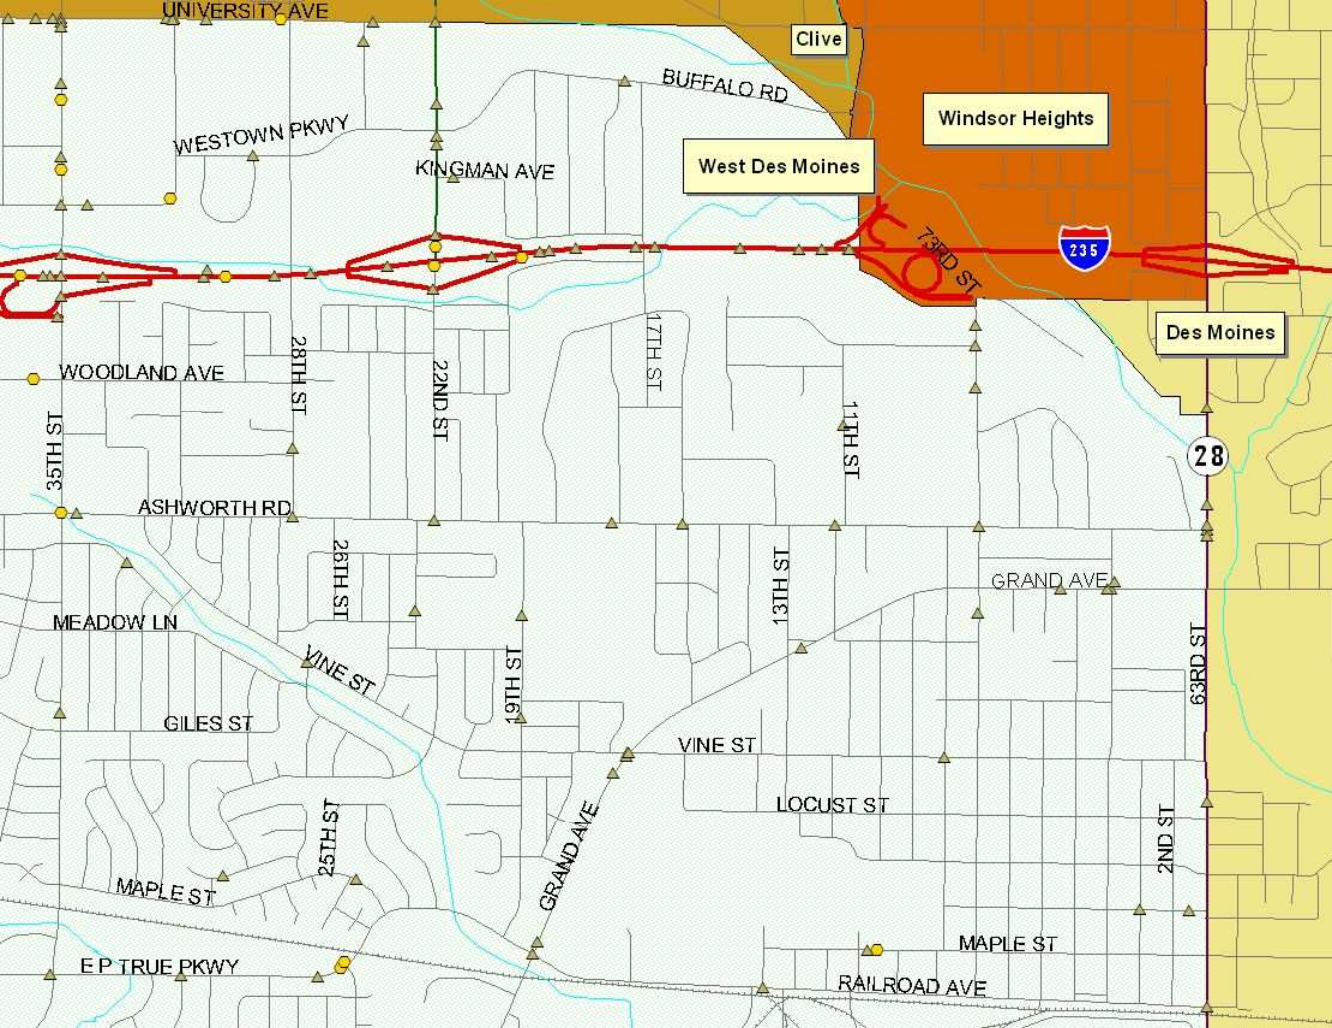 UNIVERSITY AVE
Clive
BUFFALO RD
Windsor Heights
WESTOWN PKWY
KINGMAN AVE
West Des Moines
73RD ST
235
Des Moines
WOODLAND AVE
28TH ST
22ND ST
17TH ST
11TH ST
35TH ST
28
ASHWORTH RD
26TH ST
13TH ST
GRAND AVE
MEADOW LN
VINE ST
19TH ST
63RD ST
GILES ST
VINE ST
LOCUST ST
25TH ST
GRAND AVE
2ND ST
MAPLE ST
MAPLE ST
E P TRUE PKWY
RAILROAD AVE